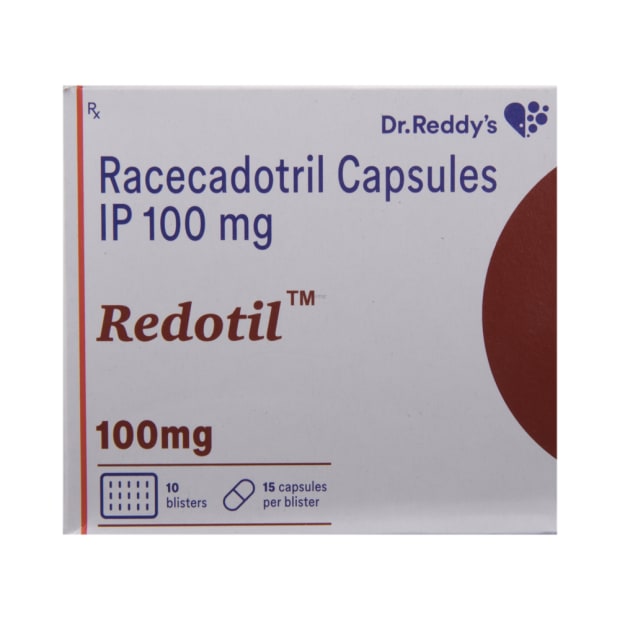 Rx
Dr.Reddy's
Racecadotril Capsules
IP 100 mg
Redotil™
100mg
10
blisters
15 capsules
per blister